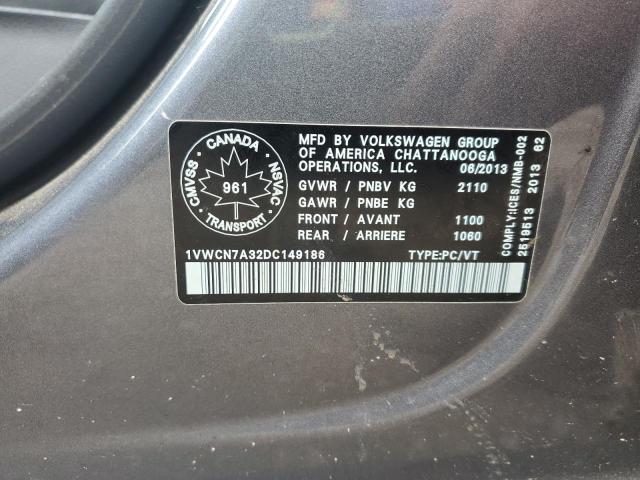 CANADA
CMVSS
NSVAC
961
TRANSPORT
MFD BY VOLKSWAGEN GROUP
OF AMERICA CHATTANOOGA
OPERATIONS, LLC. 06/2013
GVWR / PNBV KG 2110
GAWR / PNBE KG
FRONT / AVANT 1100
REAR / ARRIERE 1060
1VWCN7A32DC149186 TYPE:PC/VT
COMPLY:ICES/NMB-002
2519513 2013 62